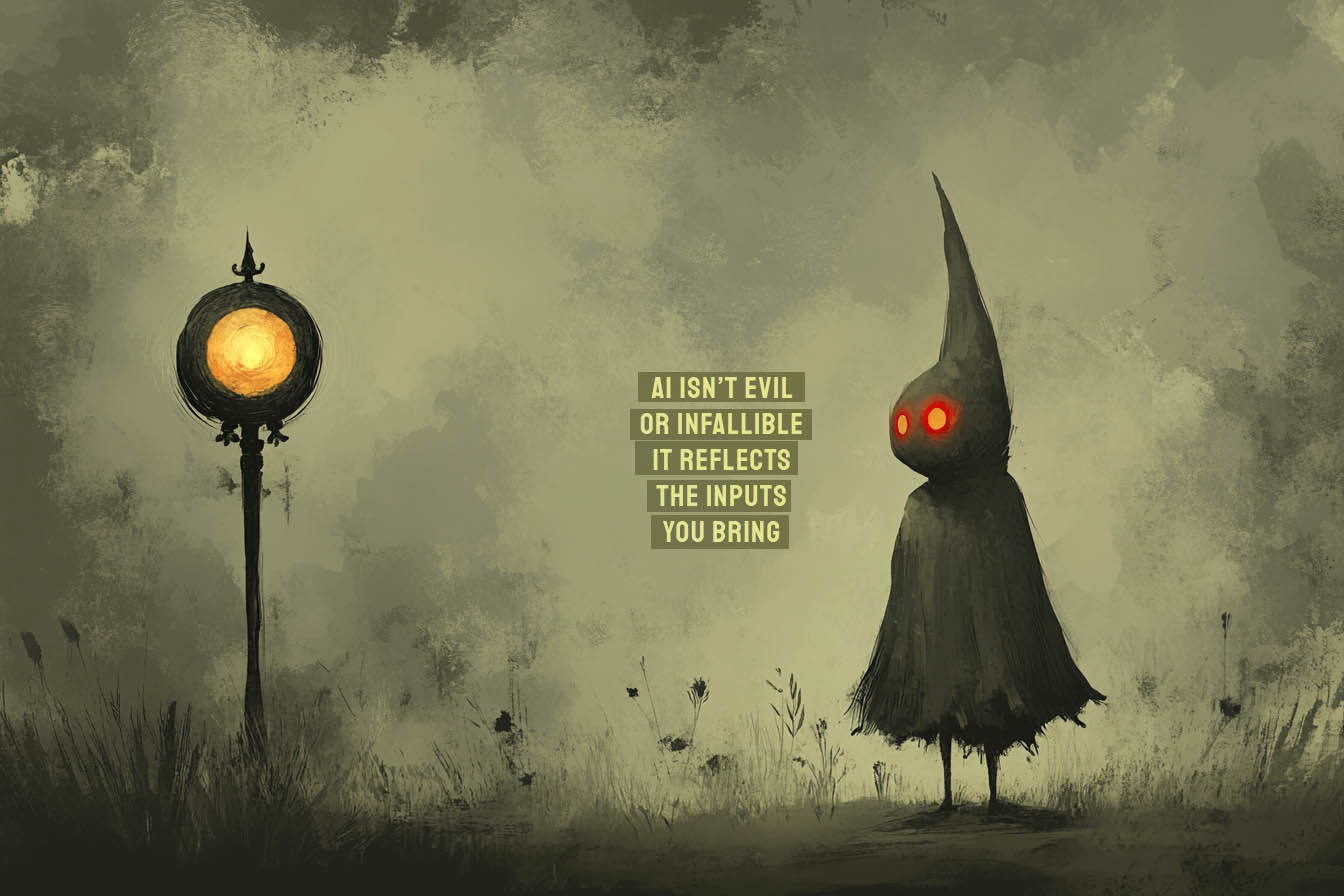 AI ISN'T EVIL
OR INFALLIBLE
IT REFLECTS
THE INPUTS
YOU BRING